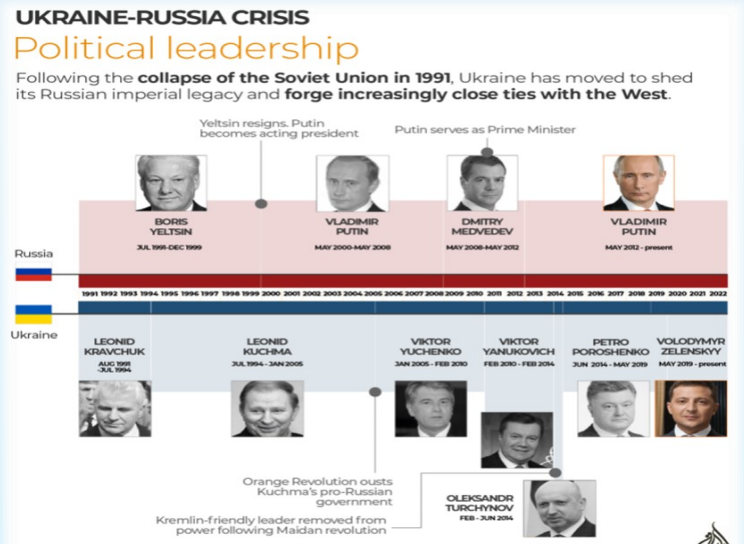 UKRAINE-RUSSIA CRISIS
Political leadership
Following the collapse of the Soviet Union in 1991, Ukraine has moved to shed
its Russian imperial legacy and forge increasingly close ties with the West.
Yeltsin resigns. Putin
becomes acting president
Putin serves as Prime Minister
BORIS
YELTSIN
JUL 1991-DEC 1999
VLADIMIR
PUTIN
MAY 2000-MAY 2008
DMITRY
MEDVEDEV
MAY 2008-MAY 2012
VLADIMIR
PUTIN
MAY 2012 - present
Russia
1991 1992 1993 1994 1995 1996 1997 1998 1999 2000 2001 2002 2003 2004 2005 2006 2007 2008 2009 2010 2011 2012 2013 2014 2015 2016 2017 2018 2019 2020 2021 2022
Ukraine
LEONID
KRAVCHUK
AUG 1991
-JUL 1994
LEONID
KUCHMA
JUL 1994 - JAN 2005
VIKTOR
YUCHENKO
JAN 2005 - FEB 2010
VIKTOR
YANUKOVICH
FEB 2010 - FEB 2014
PETRO
POROSHENKO
JUN 2014 - MAY 2019
VOLODYMYR
ZELENSKYY
MAY 2019 - present
Orange Revolution ousts
Kuchma's pro-Russian
government
Kremlin-friendly leader removed from
power following Maidan revolution
OLEKSANDR
TURCHYNOV
FEB - JUN 2014